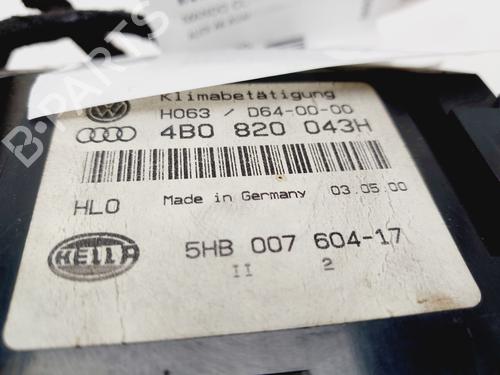 Klimabetätigung
H063 / D64-00-00
4B0 820 043H
HLO Made in Germany 03.05.00
HELLA 5HB 007 604-17
II 2